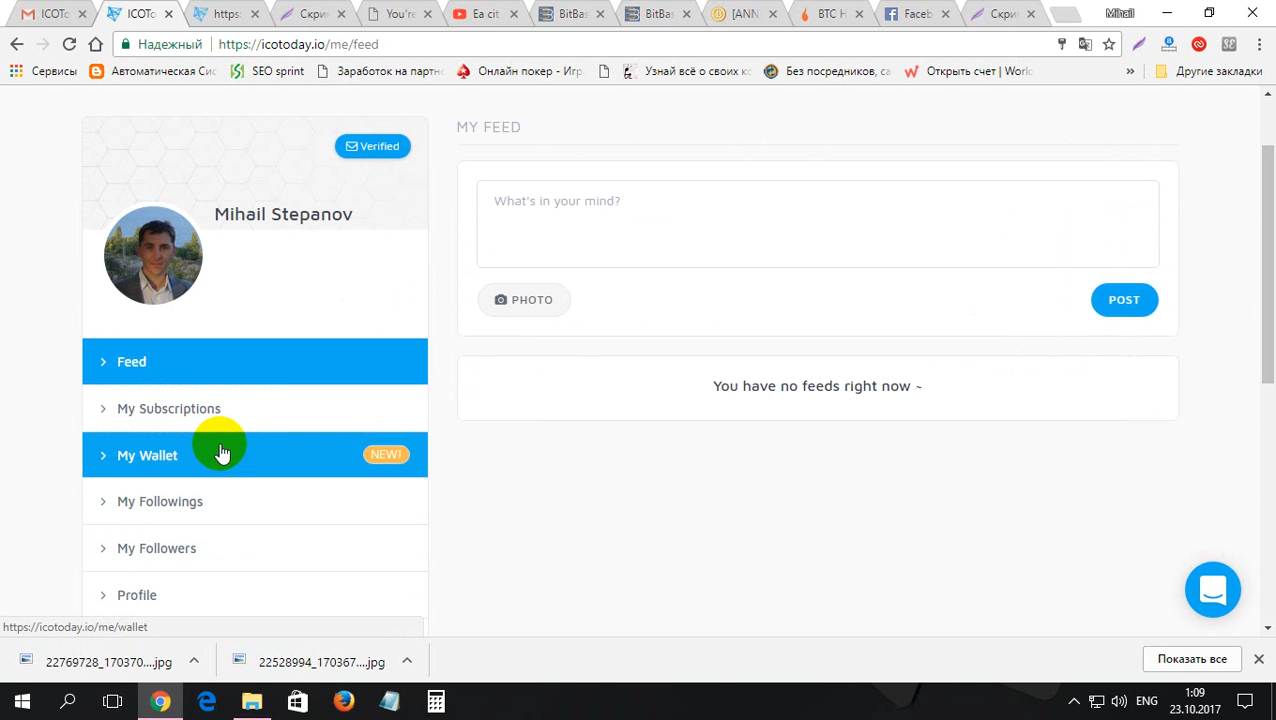 ICOTo
ICOTo
https:
Скри
You're
Ea cit
BitBas
BitBas
[ANN
BTC H
Faceb
Скри
Mihail
Надежный
https://icotoday.io/me/feed
Сервисы
Автоматическая Сис
SEO sprint
Заработок на партне
Онлайн покер - Игр
Узнай всё о своих ко
Без посредников, са
Открыть счет | Worl
»
Другие закладки
Verified
Mihail Stepanov
MY FEED
What's in your mind?
PHOTO
POST
You have no feeds right now ~
Feed
My Subscriptions
My Wallet
NEW!
My Followings
My Followers
Profile
https://icotoday.io/me/wallet
22769728_170370....jpg
22528994_170367....jpg
Показать все
ENG
1:09
23.10.2017